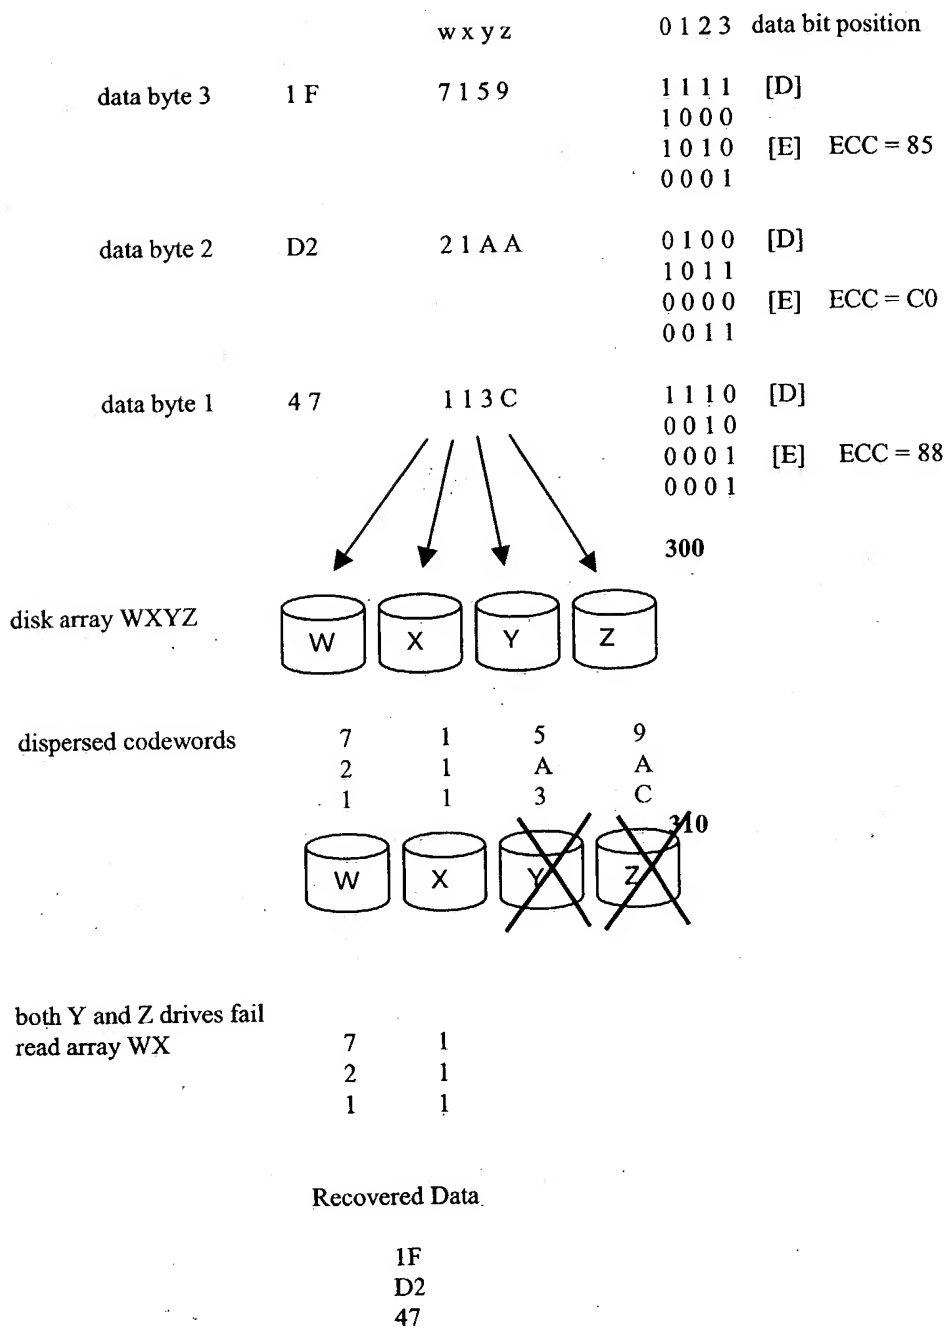 w x y z 0 1 2 3 data bit position
data byte 3 1 F 7 1 5 9 1 1 1 1 [D]
1 0 0 0
1 0 1 0 [E] ECC = 85
0 0 0 1
data byte 2 D2 2 1 A A 0 1 0 0 [D]
1 0 1 1
0 0 0 0 [E] ECC = C0
0 0 1 1
data byte 1 4 7 1 1 3 C 1 1 1 0 [D]
0 0 1 0
0 0 0 1 [E] ECC = 88
0 0 0 1
300
disk array WXYZ
W X Y Z
dispersed codewords 7 1 5 9
2 1 A A
1 1 3 C
310
W X Y Z
both Y and Z drives fail
read array WX 7 1
2 1
1 1
Recovered Data
1F
D2
47